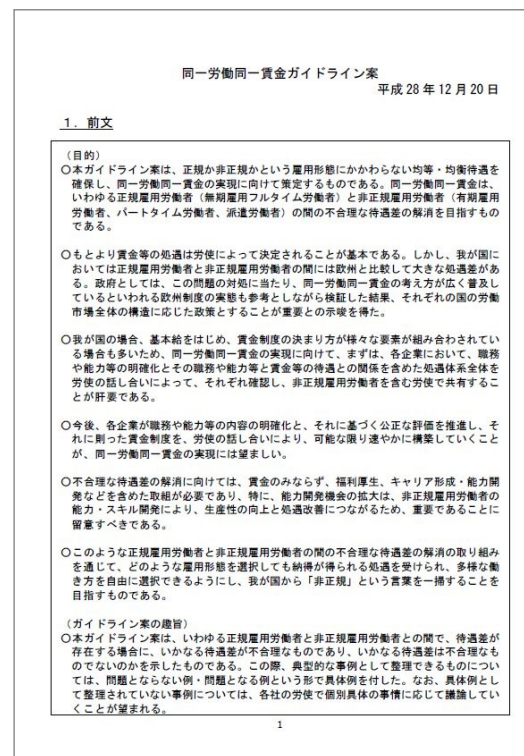 同一労働同一賃金ガイドライン案
平成 28 年 12 月 20 日
１．前文
（目的）
○本ガイドライン案は、正規か非正規かという雇用形態にかかわらない均等・均衡待遇を
確保し、同一労働同一賃金の実現に向けて策定するものである。同一労働同一賃金は、
いわゆる正規雇用労働者（無期雇用フルタイム労働者）と非正規雇用労働者（有期雇用
労働者、パートタイム労働者、派遣労働者）の間の不合理な待遇差の解消を目指すもの
である。
○もとより賃金等の処遇は労使によって決定されることが基本である。しかし、我が国に
おいては正規雇用労働者と非正規雇用労働者の間には欧州と比較して大きな処遇差があ
る。政府としては、この問題の対処に当たり、同一労働同一賃金の考え方が広く普及し
ているといわれる欧州制度の実態も参考としながら検証した結果、それぞれの国の労働
市場全体の構造に応じた政策とすることが重要との示唆を得た。
○我が国の場合、基本給をはじめ、賃金制度の決まり方が様々な要素が組み合わされてい
る場合も多いため、同一労働同一賃金の実現に向けて、まずは、各企業において、職務
や能力等の明確化とその職務や能力等と賃金等の待遇との関係を含めた処遇体系全体を
労使の話し合いによって、それぞれ確認し、非正規雇用労働者を含む労使で共有するこ
とが肝要である。
○今後、各企業が職務や能力等の内容の明確化と、それに基づく公正な評価を推進し、そ
れに則った賃金制度を、労使の話し合いにより、可能な限り速やかに構築していくこと
が、同一労働同一賃金の実現には望ましい。
○不合理な待遇差の解消に向けては、賃金のみならず、福利厚生、キャリア形成・能力開
発などを含めた取組が必要であり、特に、能力開発機会の拡大は、非正規雇用労働者の
能力・スキル開発により、生産性の向上と処遇改善につながるため、重要であることに
留意すべきである。
○このような正規雇用労働者と非正規雇用労働者の間の不合理な待遇差の解消の取り組み
を通じて、どのような雇用形態を選択しても納得が得られる処遇を受けられ、多様な働
き方を自由に選択できるようにし、我が国から「非正規」という言葉を一掃することを
目指すものである。
（ガイドライン案の趣旨）
○本ガイドライン案は、いわゆる正規雇用労働者と非正規雇用労働者との間で、待遇差が
存在する場合に、いかなる待遇差が不合理なものであり、いかなる待遇差は不合理なも
のでないのかを示したものである。この際、典型的な事例として整理できるものについ
ては、問題とならない例・問題となる例という形で具体例を付した。なお、具体例とし
て整理されていない事例については、各社の労使で個別具体の事情に応じて議論してい
くことが望まれる。
1